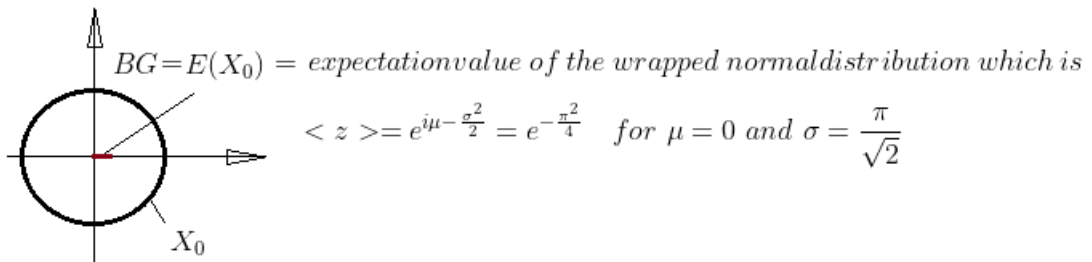 BG=E(X₀) = expectationvalue of the wrapped normaldistribution which is
< z >= e^{iμ−σ²/2} = e^{−π²/4} for μ = 0 and σ = π/√2
X₀